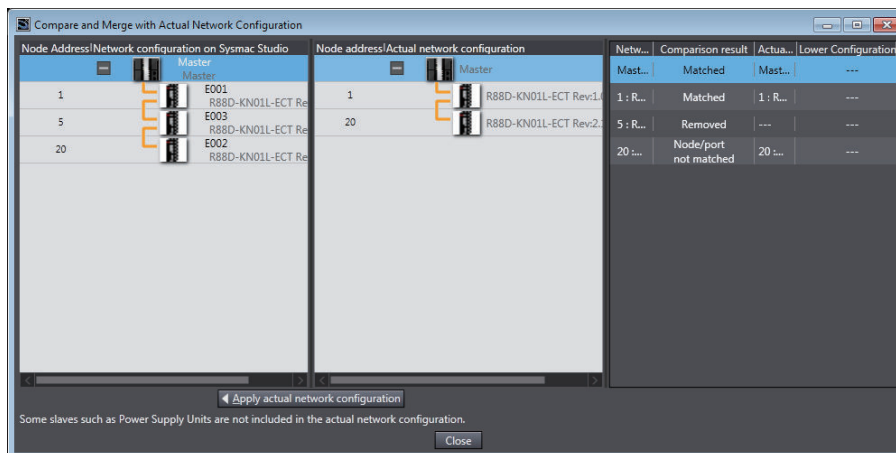 Compare and Merge with Actual Network Configuration
Node Address Network configuration on Sysmac Studio
Master
Master
1 E001
R88D-KN01L-ECT Re
5 E003
R88D-KN01L-ECT Re
20 E002
R88D-KN01L-ECT Re
Node address Actual network configuration
Master
1 R88D-KN01L-ECT Rev:1.
20 R88D-KN01L-ECT Rev:2.
Netw... Comparison result Actua... Lower Configuration
Mast... Matched Mast... ---
1 : R... Matched 1 : R... ---
5 : R... Removed --- ---
20 :... Node/port
not matched 20 :... ---
Apply actual network configuration
Some slaves such as Power Supply Units are not included in the actual network configuration.
Close